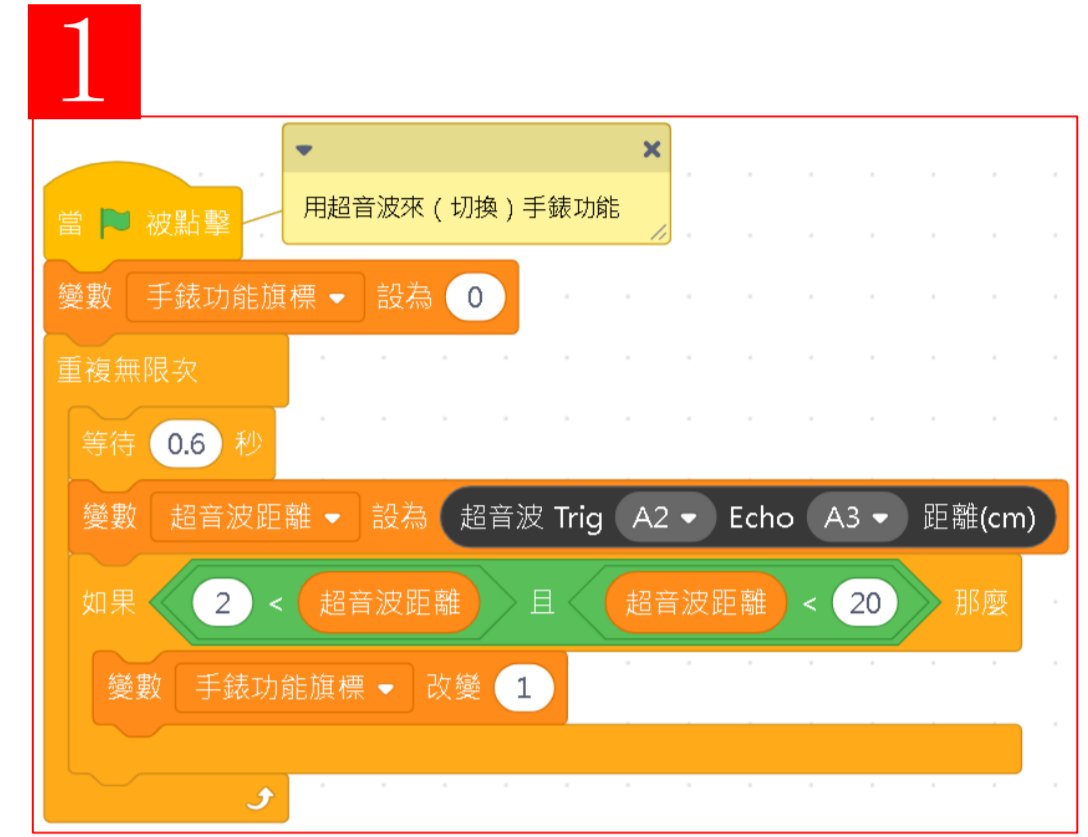 1
用超音波來（切換）手錶功能
當 被點擊
變數 手錶功能旗標 設為 0
重複無限次
等待 0.6 秒
變數 超音波距離 設為 超音波 Trig A2 Echo A3 距離(cm)
如果 2 < 超音波距離 且 超音波距離 < 20 那麼
變數 手錶功能旗標 改變 1